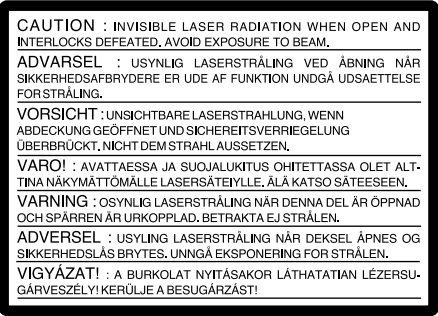 CAUTION : INVISIBLE LASER RADIATION WHEN OPEN AND
INTERLOCKS DEFEATED. AVOID EXPOSURE TO BEAM.
ADVARSEL : USYNLIG LASERSTRÅLING VED ÅBNING NÅR
SIKKERHEDSAFBRYDERE ER UDE AF FUNKTION UNDGÅ UDSAETTELSE
FOR STRÅLING.
VORSICHT : UNSICHTBARE LASERSTRAHLUNG, WENN
ABDECKUNG GEÖFFNET UND SICHEREITSVERRIEGELUNG
ÜBERBRÜCKT. NICHT DEM STRAHL AUSSETZEN.
VARO! : AVATTAESSA JA SUOJALUKITUS OHITETTASSA OLET ALT-
TINA NÄKYMÄTTÖMÄLLE LASERSÄTEIYLLE. ÄLÄ KATSO SÄTEESEEN.
VARNING : OSYNLIG LASERSTRÅLING NÄR DENNA DEL ÄR ÖPPNAD
OCH SPÄRREN ÄR URKOPPLAD. BETRAKTA EJ STRÅLEN.
ADVERSEL : USYLING LASERSTRÅLING NÅR DEKSEL ÅPNES OG
SIKKERHEDSLÅS BRYTES. UNNGÅ EKSPONERING FOR STRÅLEN.
VIGYÁZAT! : A BURKOLAT NYITÁSAKOR LÁTHATATIAN LÉZERSU-
GÁRVESZÉLY! KERÜLJE A BESUGÁRZÁST!